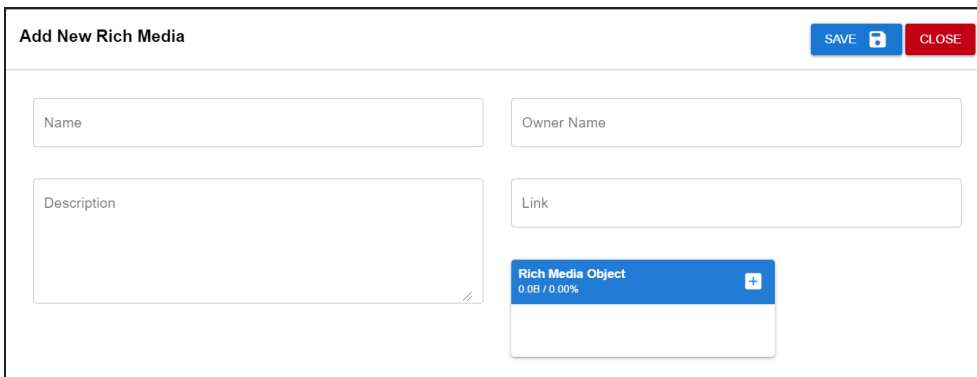 Add New Rich Media
SAVE
CLOSE
Name
Owner Name
Description
Link
Rich Media Object
0.0B / 0.00%